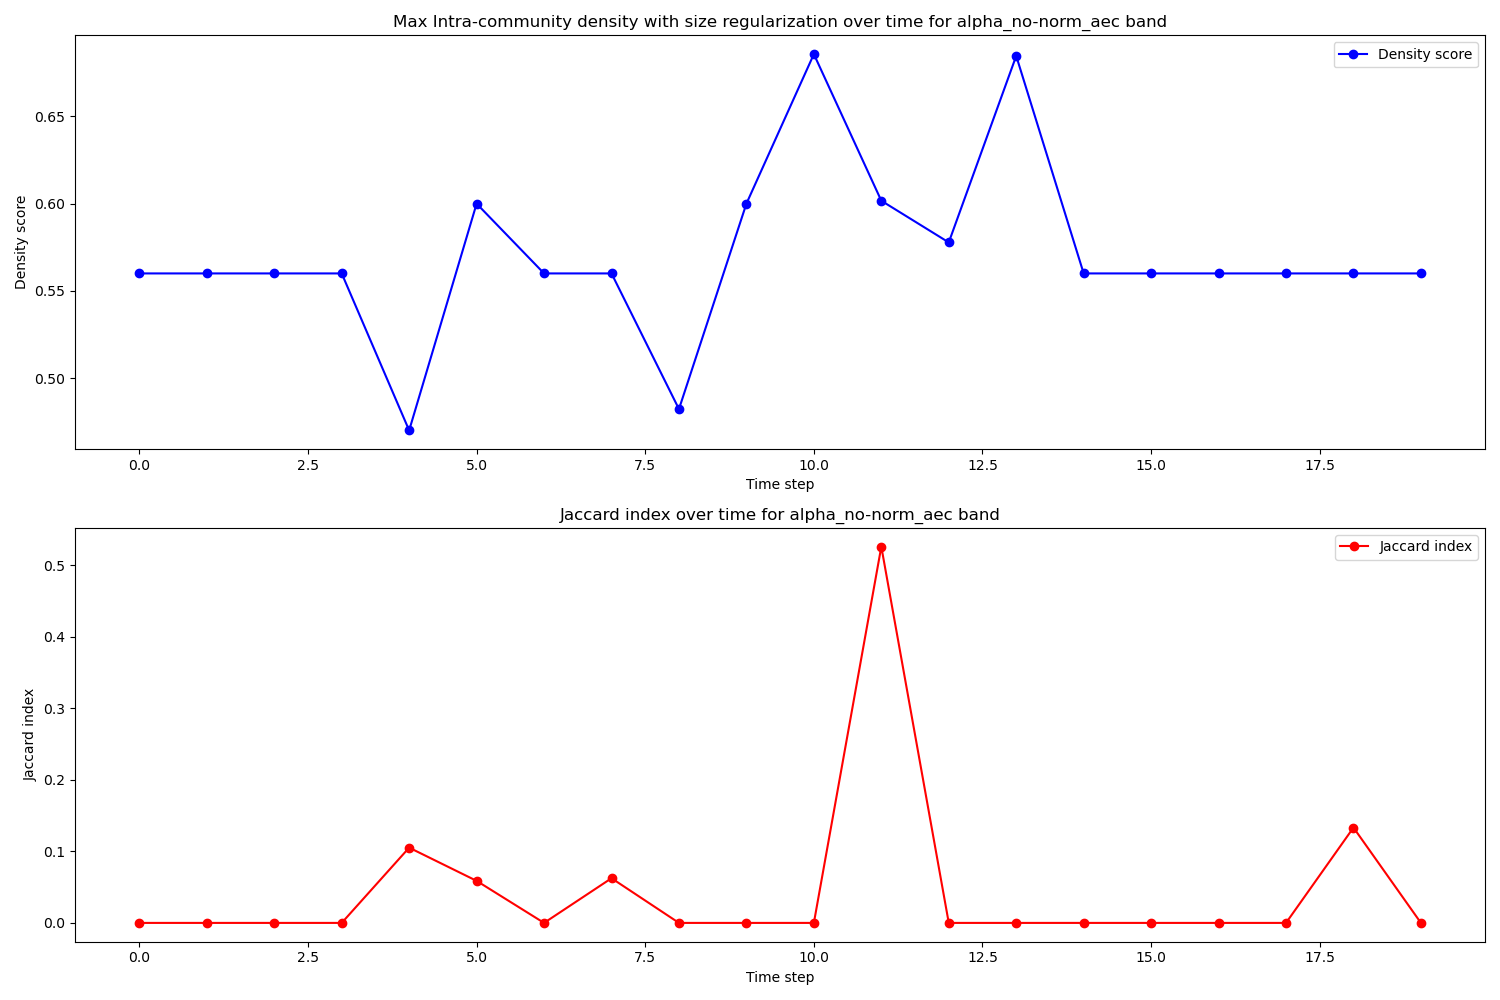 Max Intra-community density with size regularization over time for alpha_no-norm_aec band
Density score
0.65
0.60
0.55
0.50
Density score
0.0 2.5 5.0 7.5 10.0 12.5 15.0 17.5
Time step
Jaccard index over time for alpha_no-norm_aec band
Jaccard index
0.5
0.4
0.3
0.2
0.1
0.0
Jaccard index
0.0 2.5 5.0 7.5 10.0 12.5 15.0 17.5
Time step